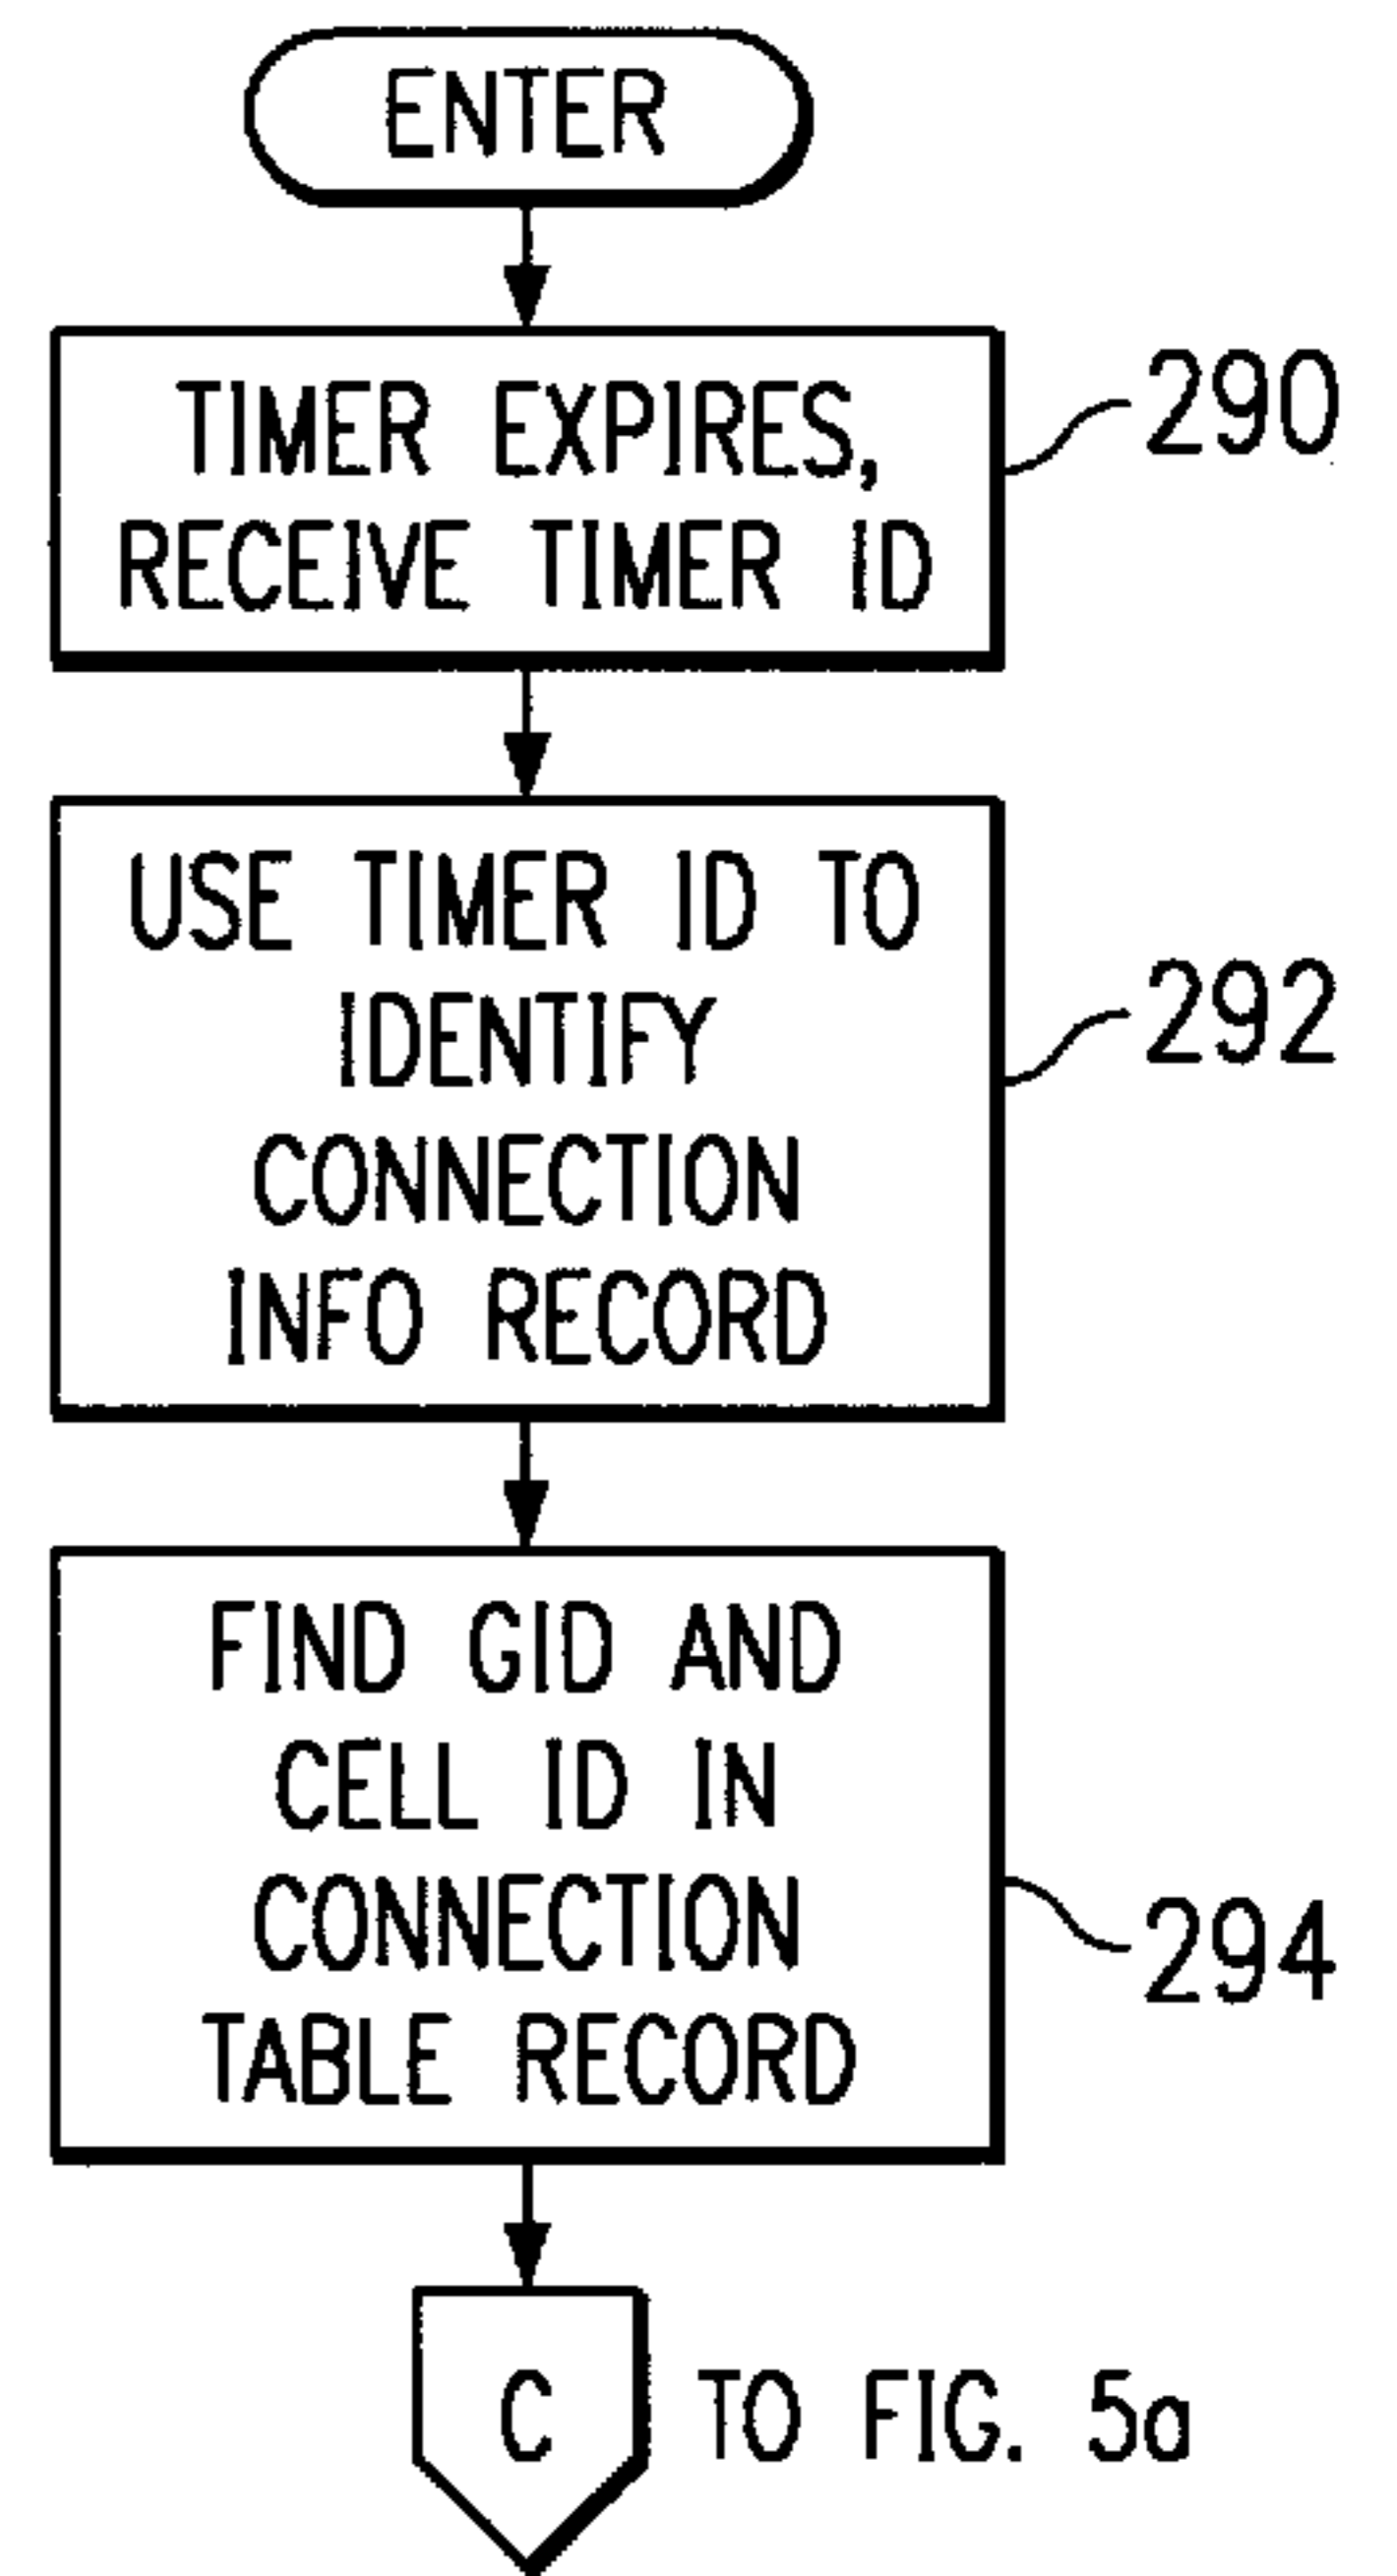 ENTER
TIMER EXPIRES,
RECEIVE TIMER ID
290
USE TIMER ID TO
IDENTIFY
CONNECTION
INFO RECORD
292
FIND GID AND
CELL ID IN
CONNECTION
TABLE RECORD
294
C TO FIG. 5a